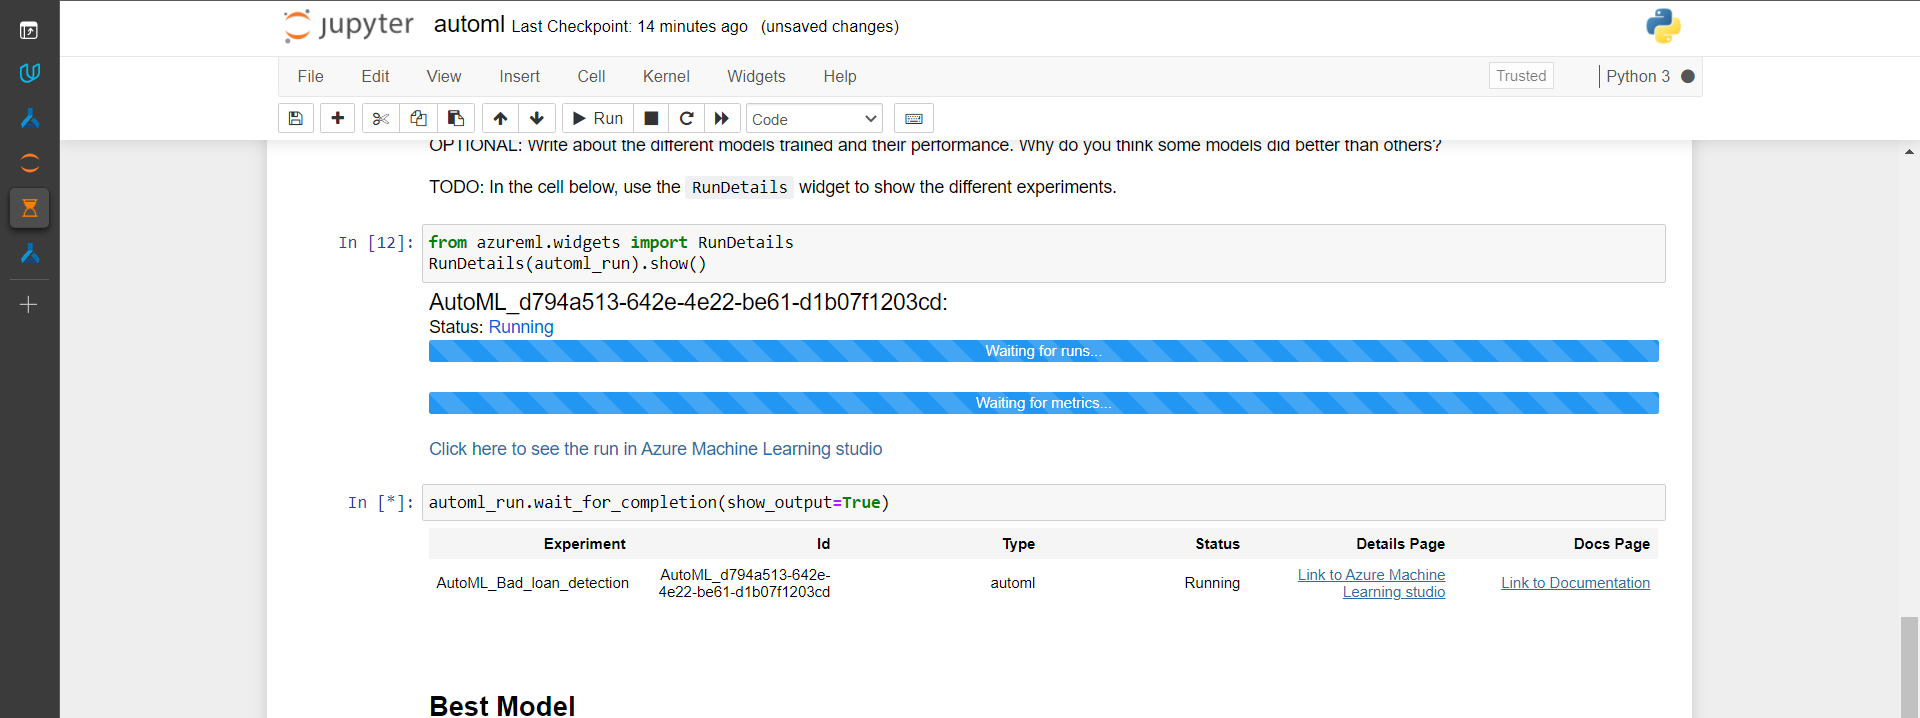 jupyter automl Last Checkpoint: 14 minutes ago (unsaved changes)
File Edit View Insert Cell Kernel Widgets Help Trusted Python 3
Run Code
OPTIONAL: Write about the different models trained and their performance. Why do you think some models did better than others?
TODO: In the cell below, use the RunDetails widget to show the different experiments.
In [12]: from azureml.widgets import RunDetails
RunDetails(automl_run).show()
AutoML_d794a513-642e-4e22-be61-d1b07f1203cd:
Status: Running
Waiting for runs...
Waiting for metrics...
Click here to see the run in Azure Machine Learning studio
In [*]: automl_run.wait_for_completion(show_output=True)
Experiment Id Type Status Details Page Docs Page
AutoML_Bad_loan_detection AutoML_d794a513-642e- automl Running Link to Azure Machine Link to Documentation
4e22-be61-d1b07f1203cd Learning studio
Best Model